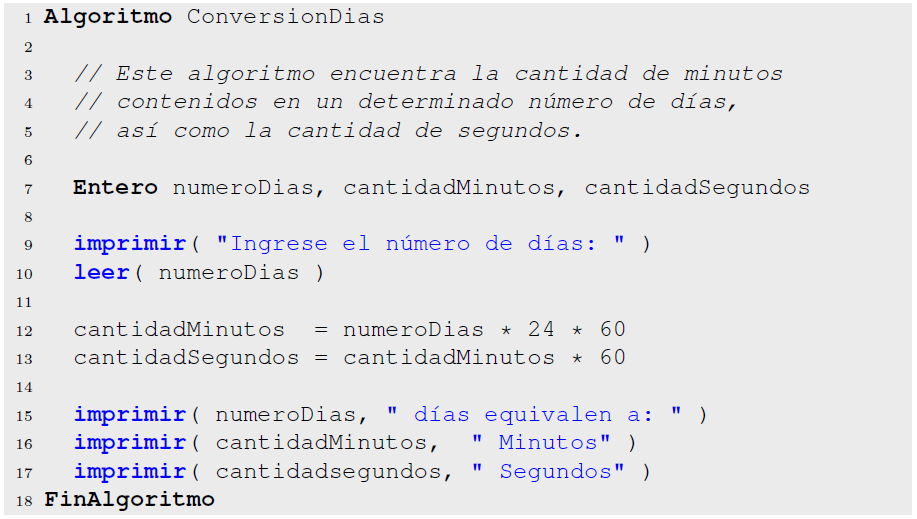 1 Algoritmo ConversionDias
2
3 // Este algoritmo encuentra la cantidad de minutos
4 // contenidos en un determinado número de días,
5 // así como la cantidad de segundos.
6
7 Entero numeroDias, cantidadMinutos, cantidadSegundos
8
9 imprimir( "Ingrese el número de días: " )
10 leer( numeroDias )
11
12 cantidadMinutos = numeroDias * 24 * 60
13 cantidadSegundos = cantidadMinutos * 60
14
15 imprimir( numeroDias, " días equivalen a: " )
16 imprimir( cantidadMinutos, " Minutos" )
17 imprimir( cantidadsegundos, " Segundos" )
18 FinAlgoritmo